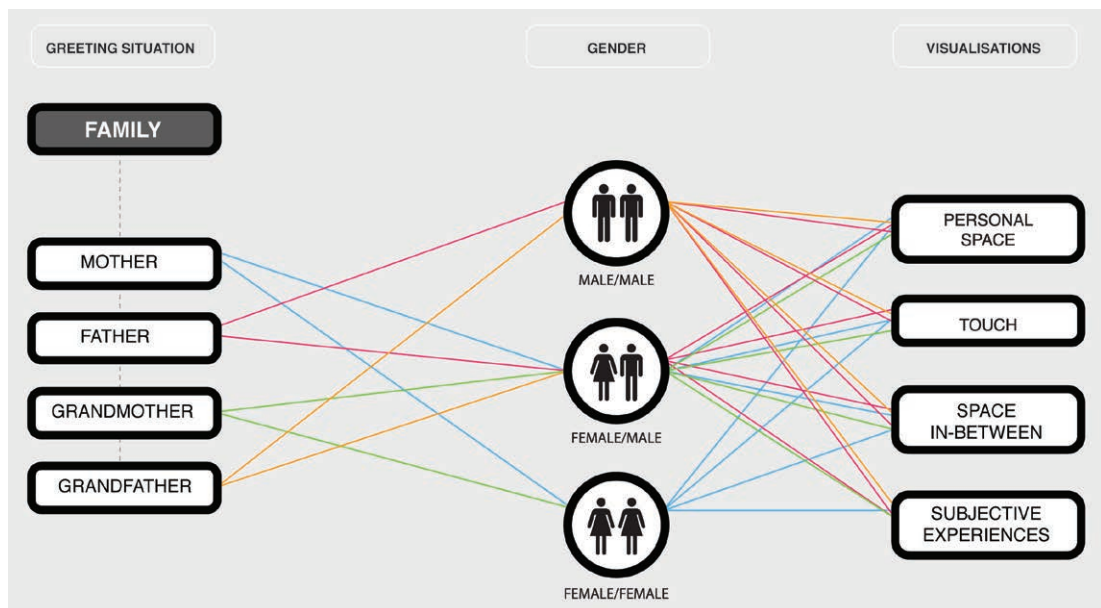 GREETING SITUATION
GENDER
VISUALISATIONS
FAMILY
MOTHER
FATHER
GRANDMOTHER
GRANDFATHER
MALE/MALE
FEMALE/MALE
FEMALE/FEMALE
PERSONAL
SPACE
TOUCH
SPACE
IN-BETWEEN
SUBJECTIVE
EXPERIENCES